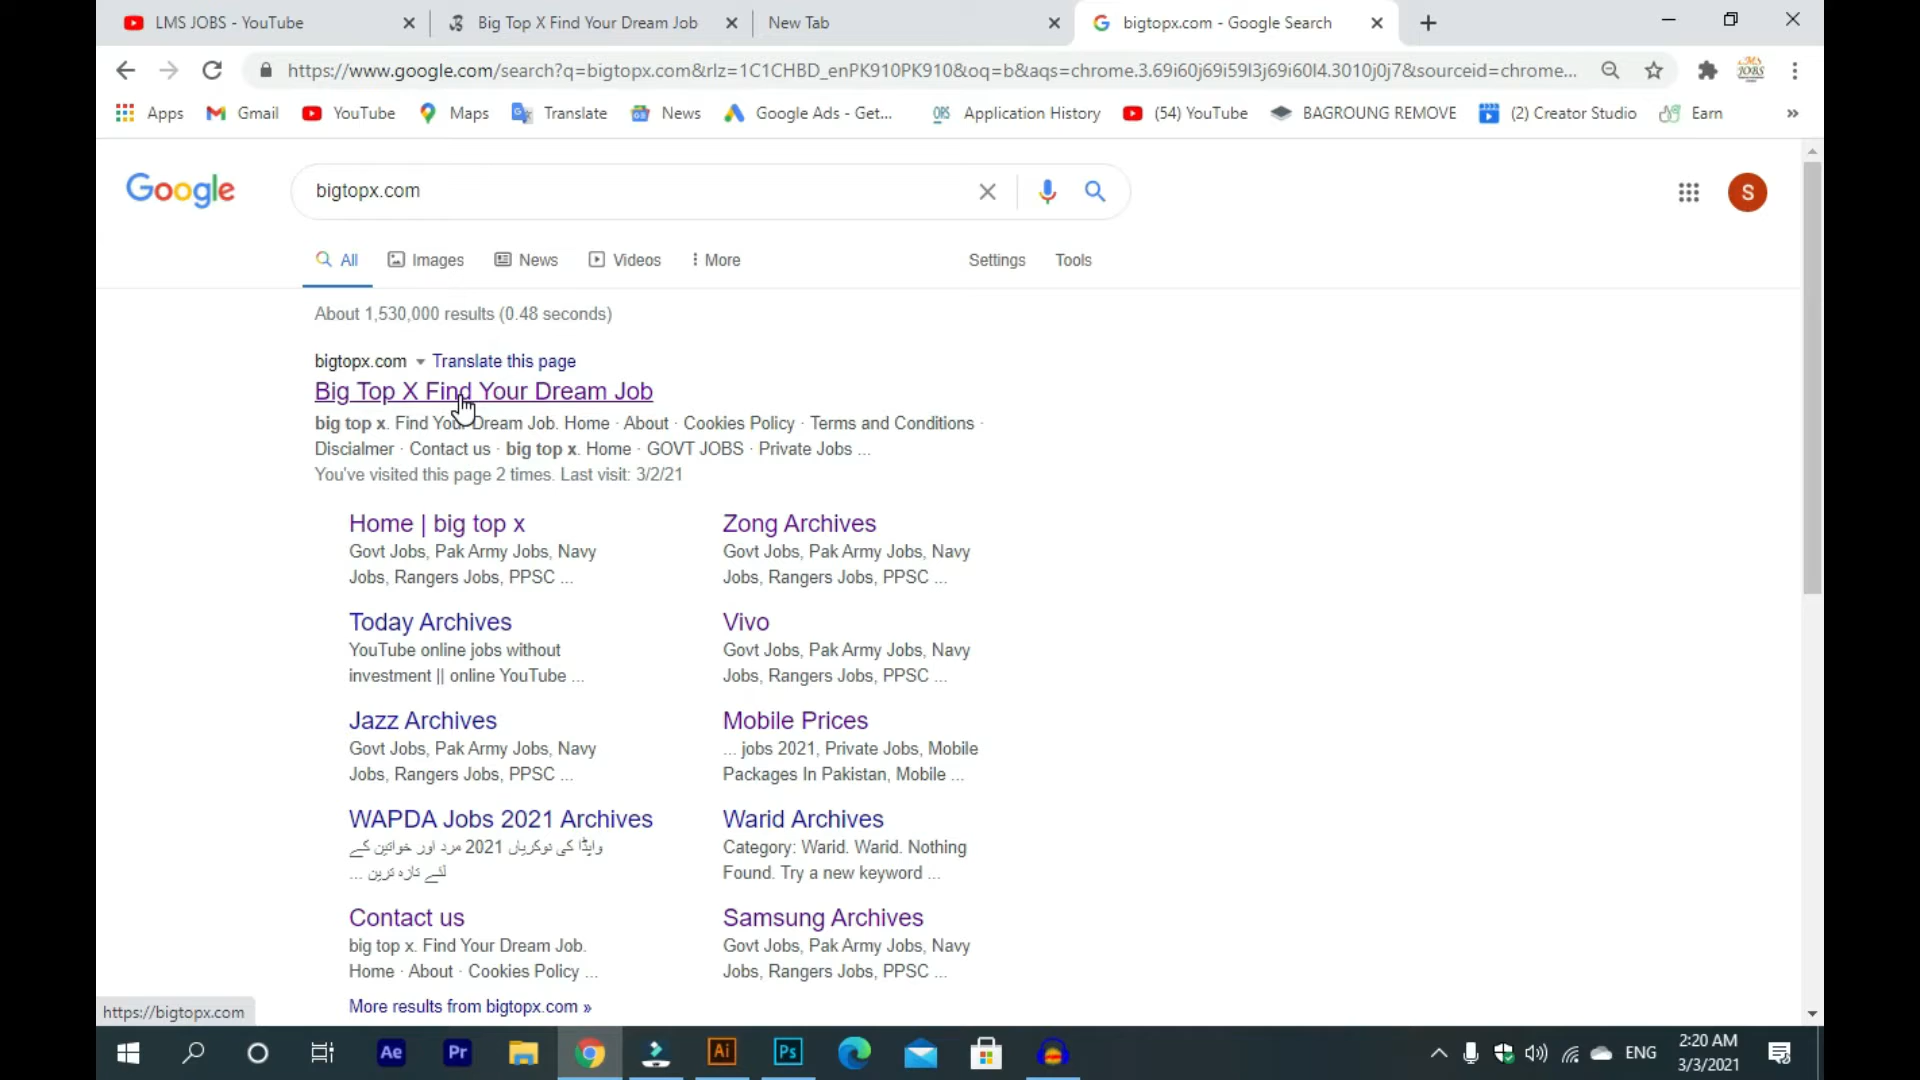 LMS JOBS - YouTube
Big Top X Find Your Dream Job
New Tab
bigtopx.com - Google Search
https://www.google.com/search?q=bigtopx.com&rlz=1C1CHBD_enPK910PK910&oq=b&aqs=chrome.3.69i60j69i59l3j69i60l4.3010j0j7&sourceid=chrome...
Apps
Gmail
YouTube
Maps
Translate
News
Google Ads - Get...
Application History
(54) YouTube
BAGROUNG REMOVE
(2) Creator Studio
Earn
»
Google
bigtopx.com
S
All
Images
News
Videos
More
Settings
Tools
About 1,530,000 results (0.48 seconds)
bigtopx.com Translate this page
Big Top X Find Your Dream Job
big top x. Find Your Dream Job. Home · About · Cookies Policy · Terms and Conditions ·
Disclalmer · Contact us · big top x. Home · GOVT JOBS · Private Jobs ...
You've visited this page 2 times. Last visit: 3/2/21
Home | big top x
Govt Jobs, Pak Army Jobs, Navy
Jobs, Rangers Jobs, PPSC ...
Zong Archives
Govt Jobs, Pak Army Jobs, Navy
Jobs, Rangers Jobs, PPSC ...
Today Archives
YouTube online jobs without
investment || online YouTube ...
Vivo
Govt Jobs, Pak Army Jobs, Navy
Jobs, Rangers Jobs, PPSC ...
Jazz Archives
Govt Jobs, Pak Army Jobs, Navy
Jobs, Rangers Jobs, PPSC ...
Mobile Prices
... jobs 2021, Private Jobs, Mobile
Packages In Pakistan, Mobile ...
WAPDA Jobs 2021 Archives
واپڈا کی نوکریاں 2021 مرد اور خواتین کے
لئے تازہ ترین ...
Warid Archives
Category: Warid. Warid. Nothing
Found. Try a new keyword ...
Contact us
big top x. Find Your Dream Job.
Home · About · Cookies Policy ...
Samsung Archives
Govt Jobs, Pak Army Jobs, Navy
Jobs, Rangers Jobs, PPSC ...
More results from bigtopx.com »
https://bigtopx.com
Ae
Pr
Ai
Ps
ENG
2:20 AM
3/3/2021